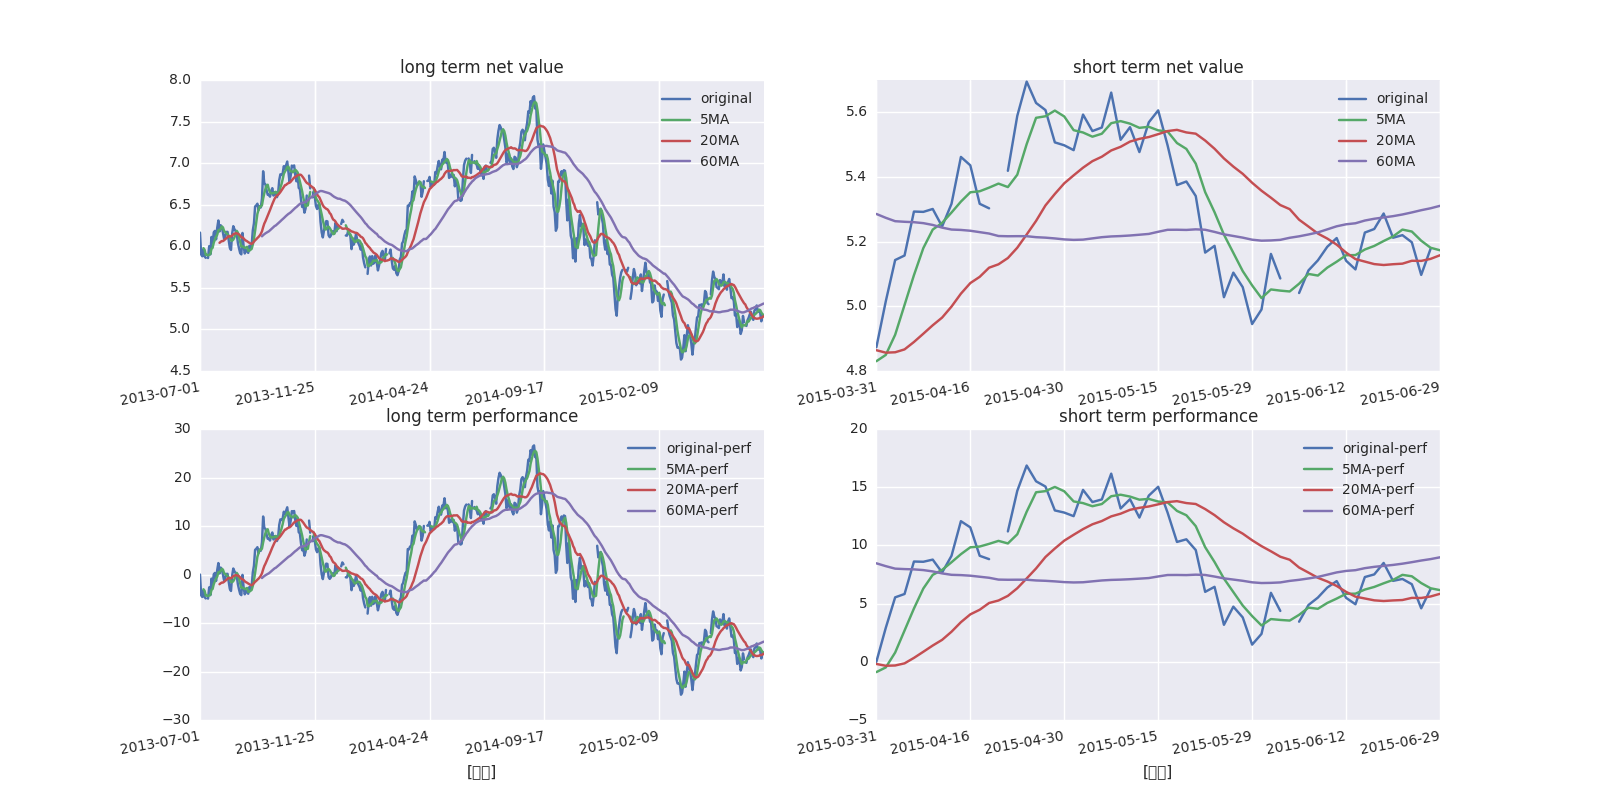 long term net value
8.0
7.5
7.0
6.5
6.0
5.5
5.0
4.5
original
5MA
20MA
60MA
2013-07-01
2013-11-25
2014-04-24
2014-09-17
2015-02-09
short term net value
5.6
5.4
5.2
5.0
4.8
original
5MA
20MA
60MA
2015-03-31
2015-04-16
2015-04-30
2015-05-15
2015-05-29
2015-06-12
2015-06-29
long term performance
30
20
10
0
−10
−20
−30
original-perf
5MA-perf
20MA-perf
60MA-perf
2013-07-01
2013-11-25
2014-04-24
2014-09-17
2015-02-09
[▯▯]
short term performance
20
15
10
5
0
−5
original-perf
5MA-perf
20MA-perf
60MA-perf
2015-03-31
2015-04-16
2015-04-30
2015-05-15
2015-05-29
2015-06-12
2015-06-29
[▯▯]